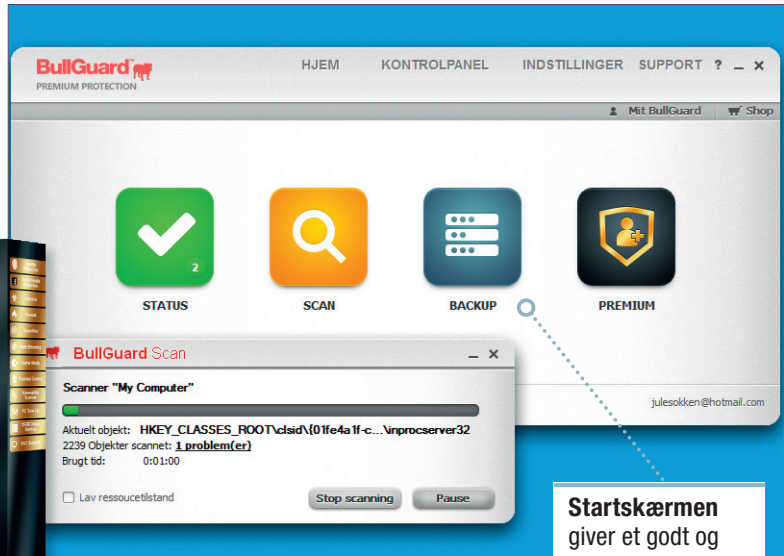 BullGuard
PREMIUM PROTECTION
HJEM KONTROLPANEL INDSTILLINGER SUPPORT ?
Mit BullGuard Shop
2
STATUS SCAN BACKUP PREMIUM
BullGuard Scan
Scanner "My Computer"
Aktuelt objekt: HKEY_CLASSES_ROOT\clsid\{01fe4a1f-c...\inprocserver32
2239 Objekter scannet: 1 problem(er)
Brugt tid: 0:01:00
Lav ressoucetilstand Stop scanning Pause
julesokken@hotmail.com
Startskærmen
giver et godt og